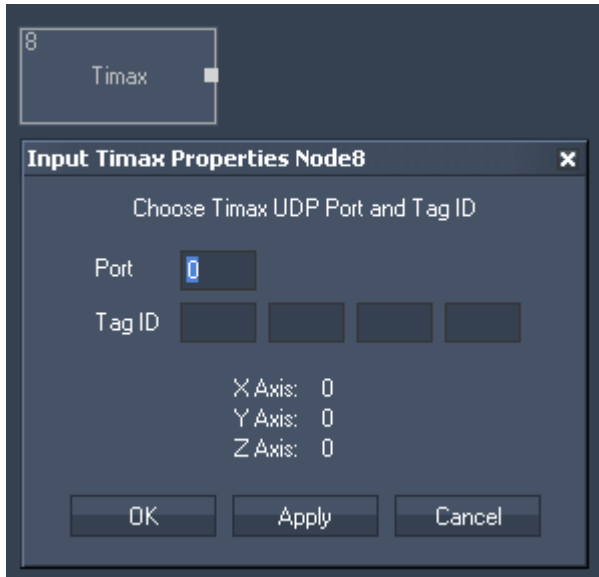 8
Timax
Input Timax Properties Node8 x
Choose Timax UDP Port and Tag ID
Port 0
Tag ID
X Axis: 0
Y Axis: 0
Z Axis: 0
OK Apply Cancel